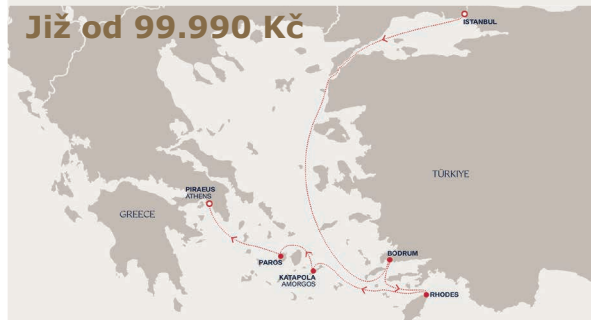 Již od 99.990 Kč
ISTANBUL
TÜRKIYE
PIRAEUS
ATHENS
GREECE
BODRUM
PAROS
KATAPOLA
AMORGOS
RHODES